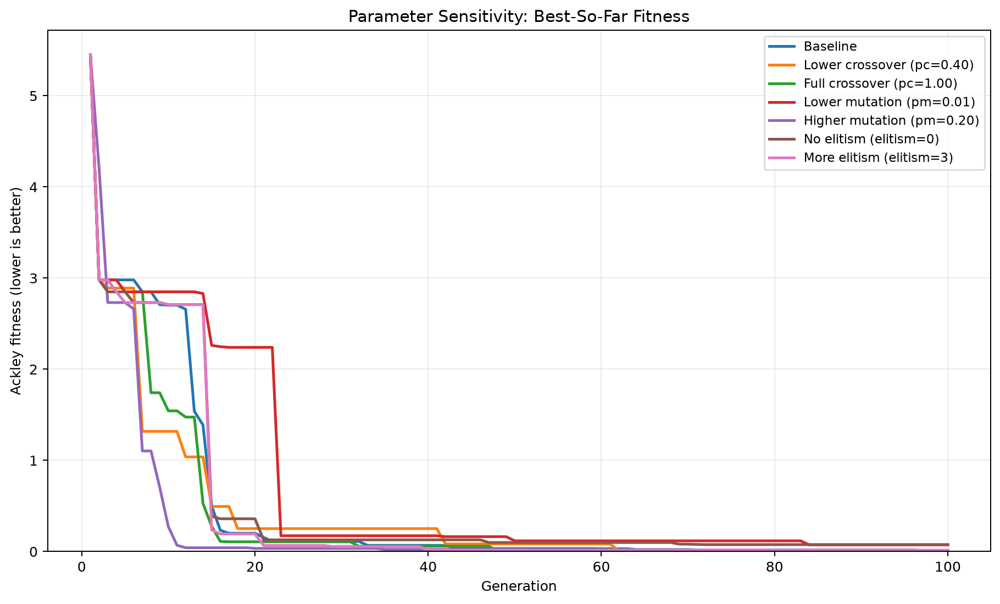 Parameter Sensitivity: Best-So-Far Fitness
Ackley fitness (lower is better)
5
4
3
2
1
0
Baseline
Lower crossover (pc=0.40)
Full crossover (pc=1.00)
Lower mutation (pm=0.01)
Higher mutation (pm=0.20)
No elitism (elitism=0)
More elitism (elitism=3)
0 20 40 60 80 100
Generation